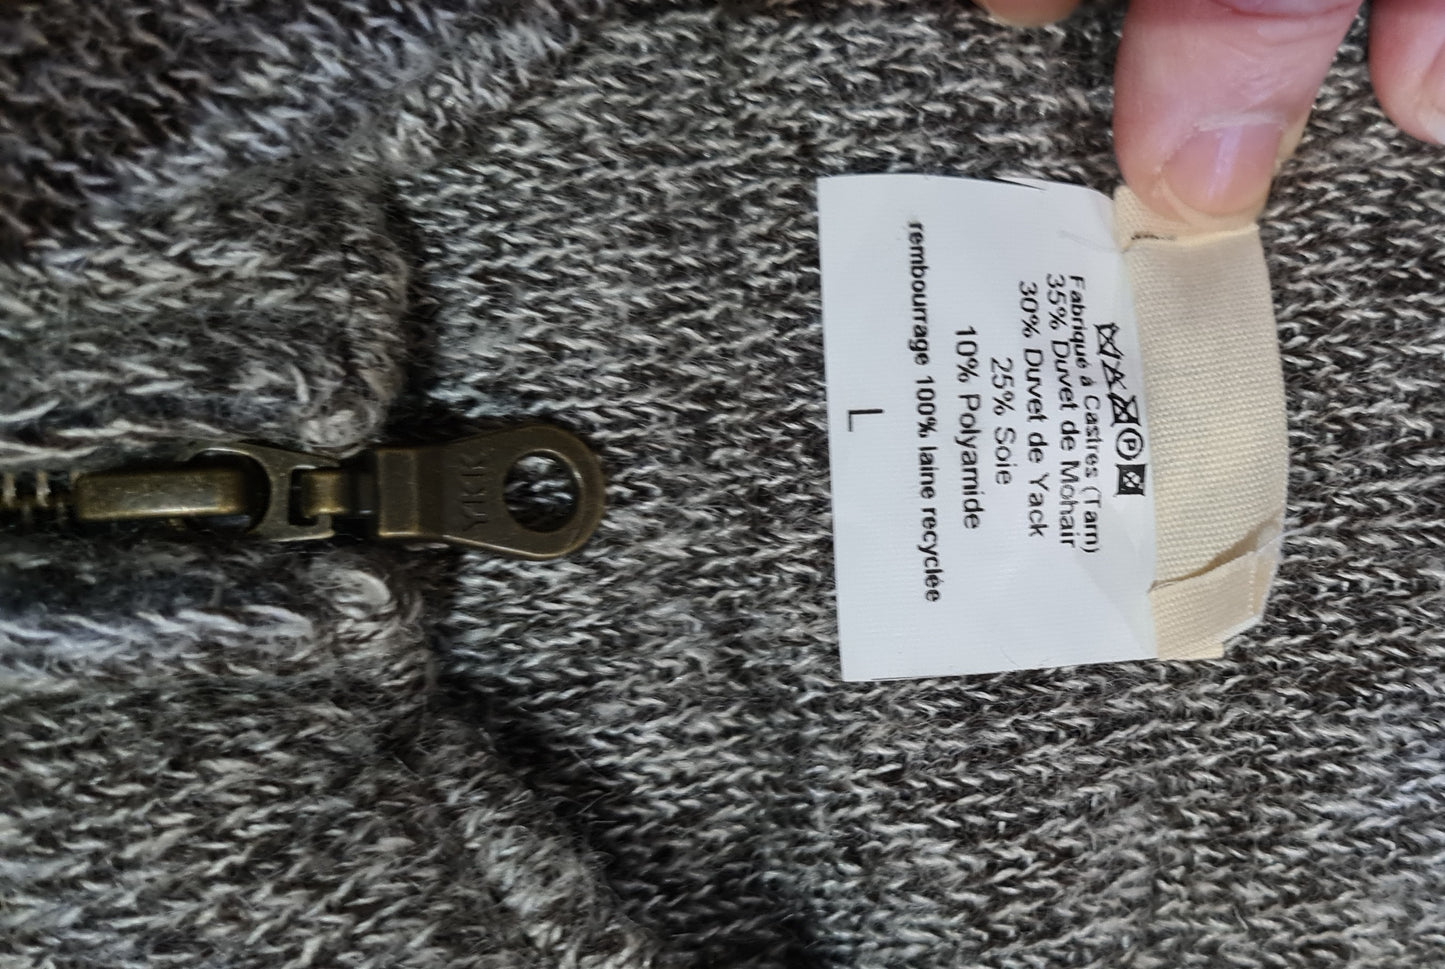 P
Fabriqué à Castres (Tarn)
35% Duvet de Mohair
30% Duvet de Yack
25% Soie
10% Polyamide
rembourrage 100% laine recyclée
L
YKK